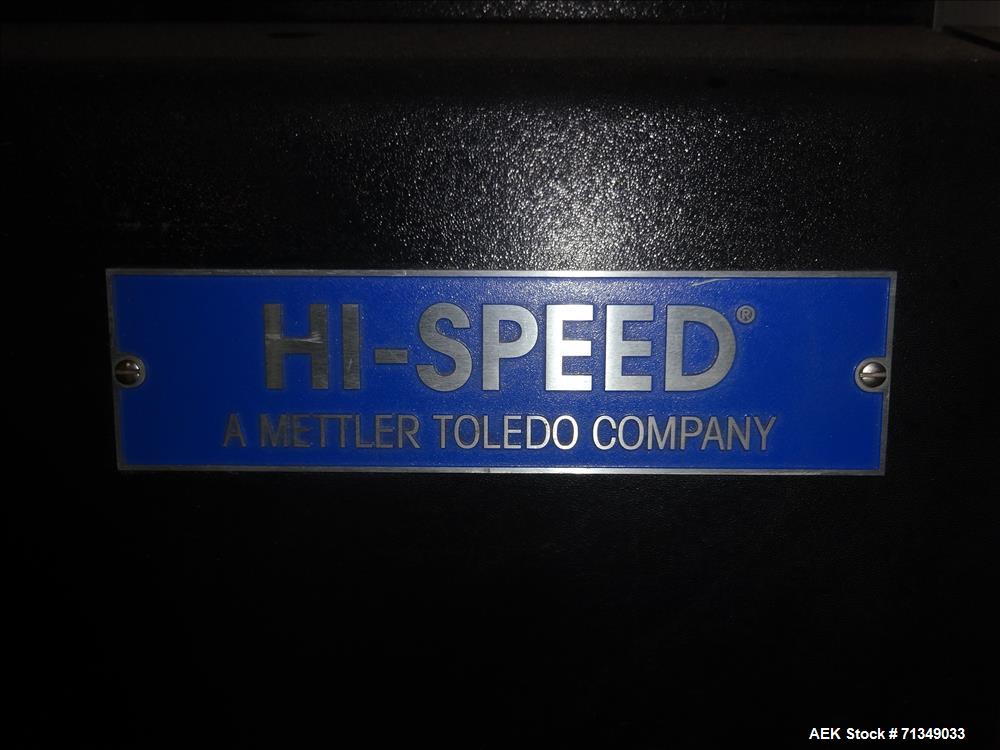 HI-SPEED®
A METTLER TOLEDO COMPANY
AEK Stock # 71349033